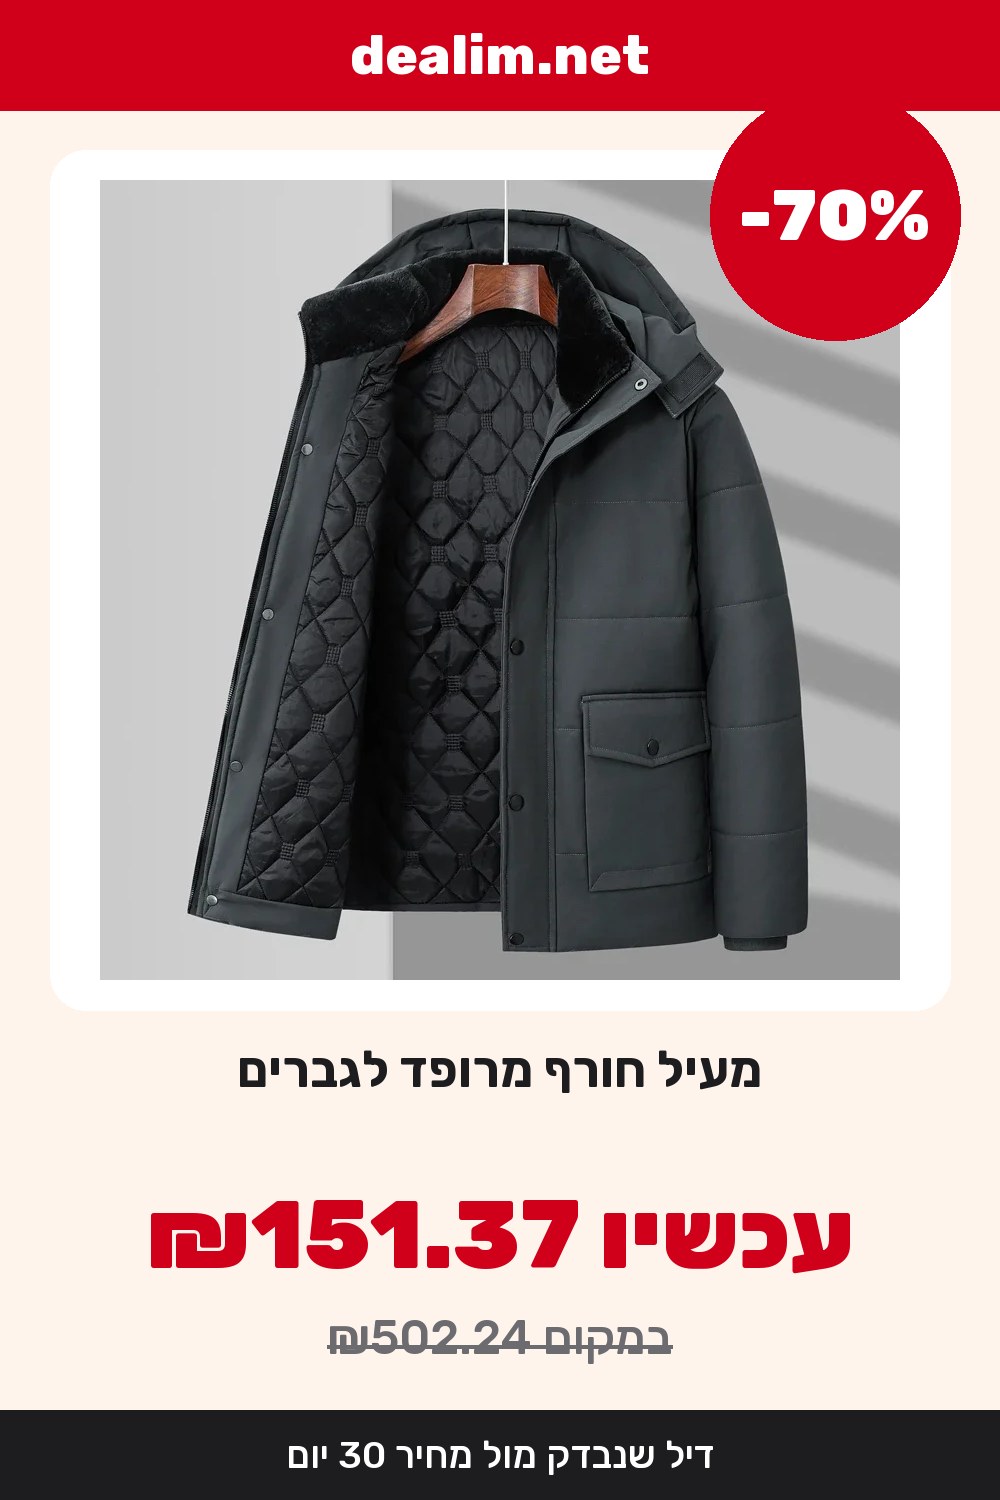 dealim.net
-70%
מעיל חורף מרופד לגברים
עכשיו 151.37₪
במקום 502.24₪
דיל שנבדק מול מחיר 30 יום